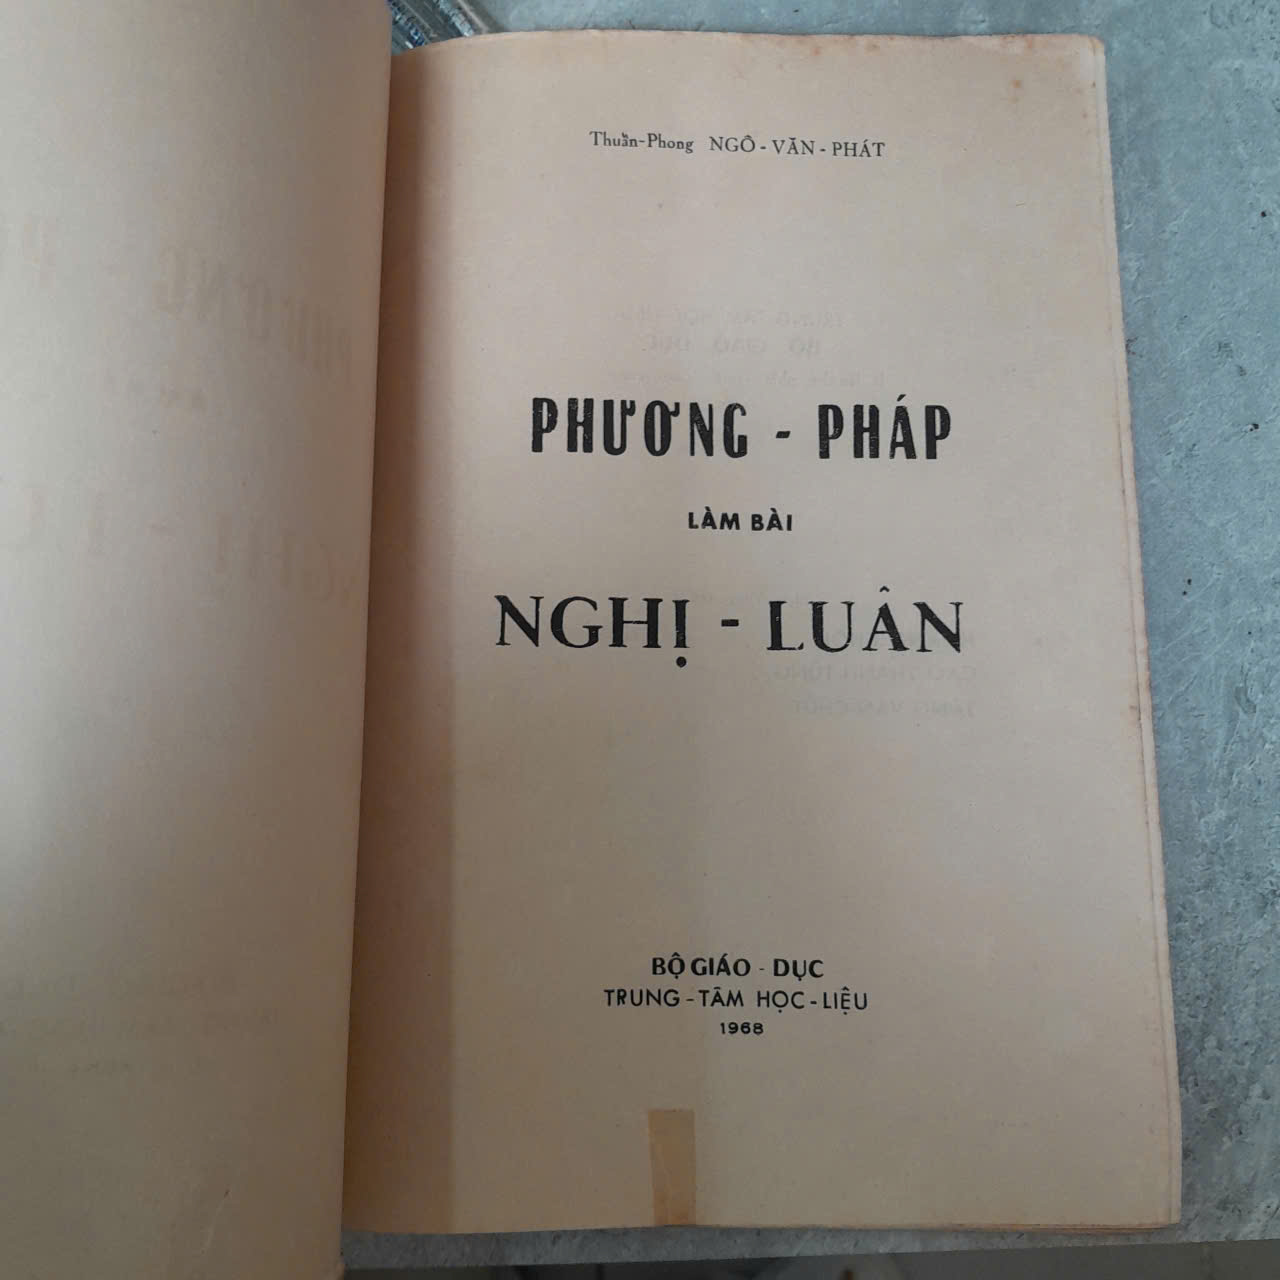 Thuần-Phong NGÔ-VĂN-PHÁT
PHƯƠNG - PHÁP
LÀM BÀI
NGHỊ - LUÂN
BỘ GIÁO - DỤC
TRUNG-TÂM HỌC-LIỆU
1968